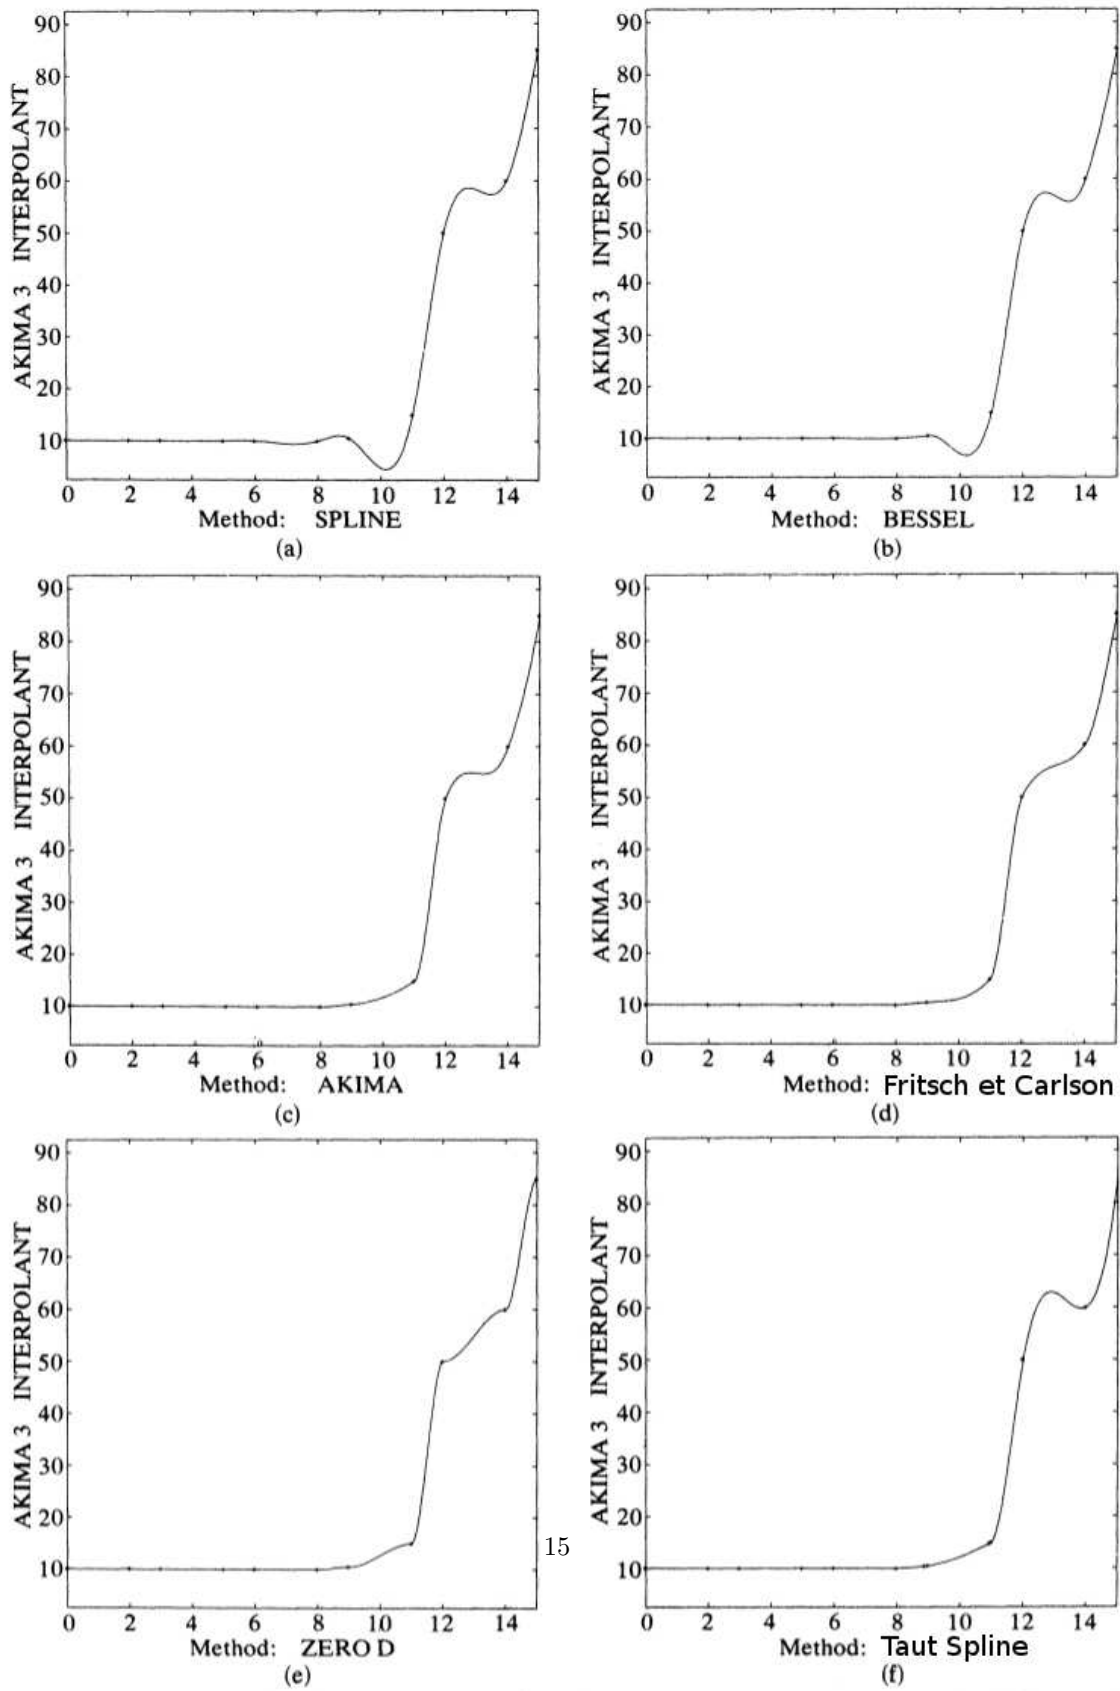 90
80
70
60
50
40
30
20
10
AKIMA 3 INTERPOLANT
0 2 4 6 8 10 12 14
Method: SPLINE
(a)
90
80
70
60
50
40
30
20
10
AKIMA 3 INTERPOLANT
0 2 4 6 8 10 12 14
Method: BESSEL
(b)
90
80
70
60
50
40
30
20
10
AKIMA 3 INTERPOLANT
0 2 4 6 8 10 12 14
Method: AKIMA
(c)
90
80
70
60
50
40
30
20
10
AKIMA 3 INTERPOLANT
0 2 4 6 8 10 12 14
Method: Fritsch et Carlson
(d)
90
80
70
60
50
40
30
20
10
AKIMA 3 INTERPOLANT
0 2 4 6 8 10 12 14
Method: ZERO D
(e)
15
90
80
70
60
50
40
30
20
10
AKIMA 3 INTERPOLANT
0 2 4 6 8 10 12 14
Method: Taut Spline
(f)